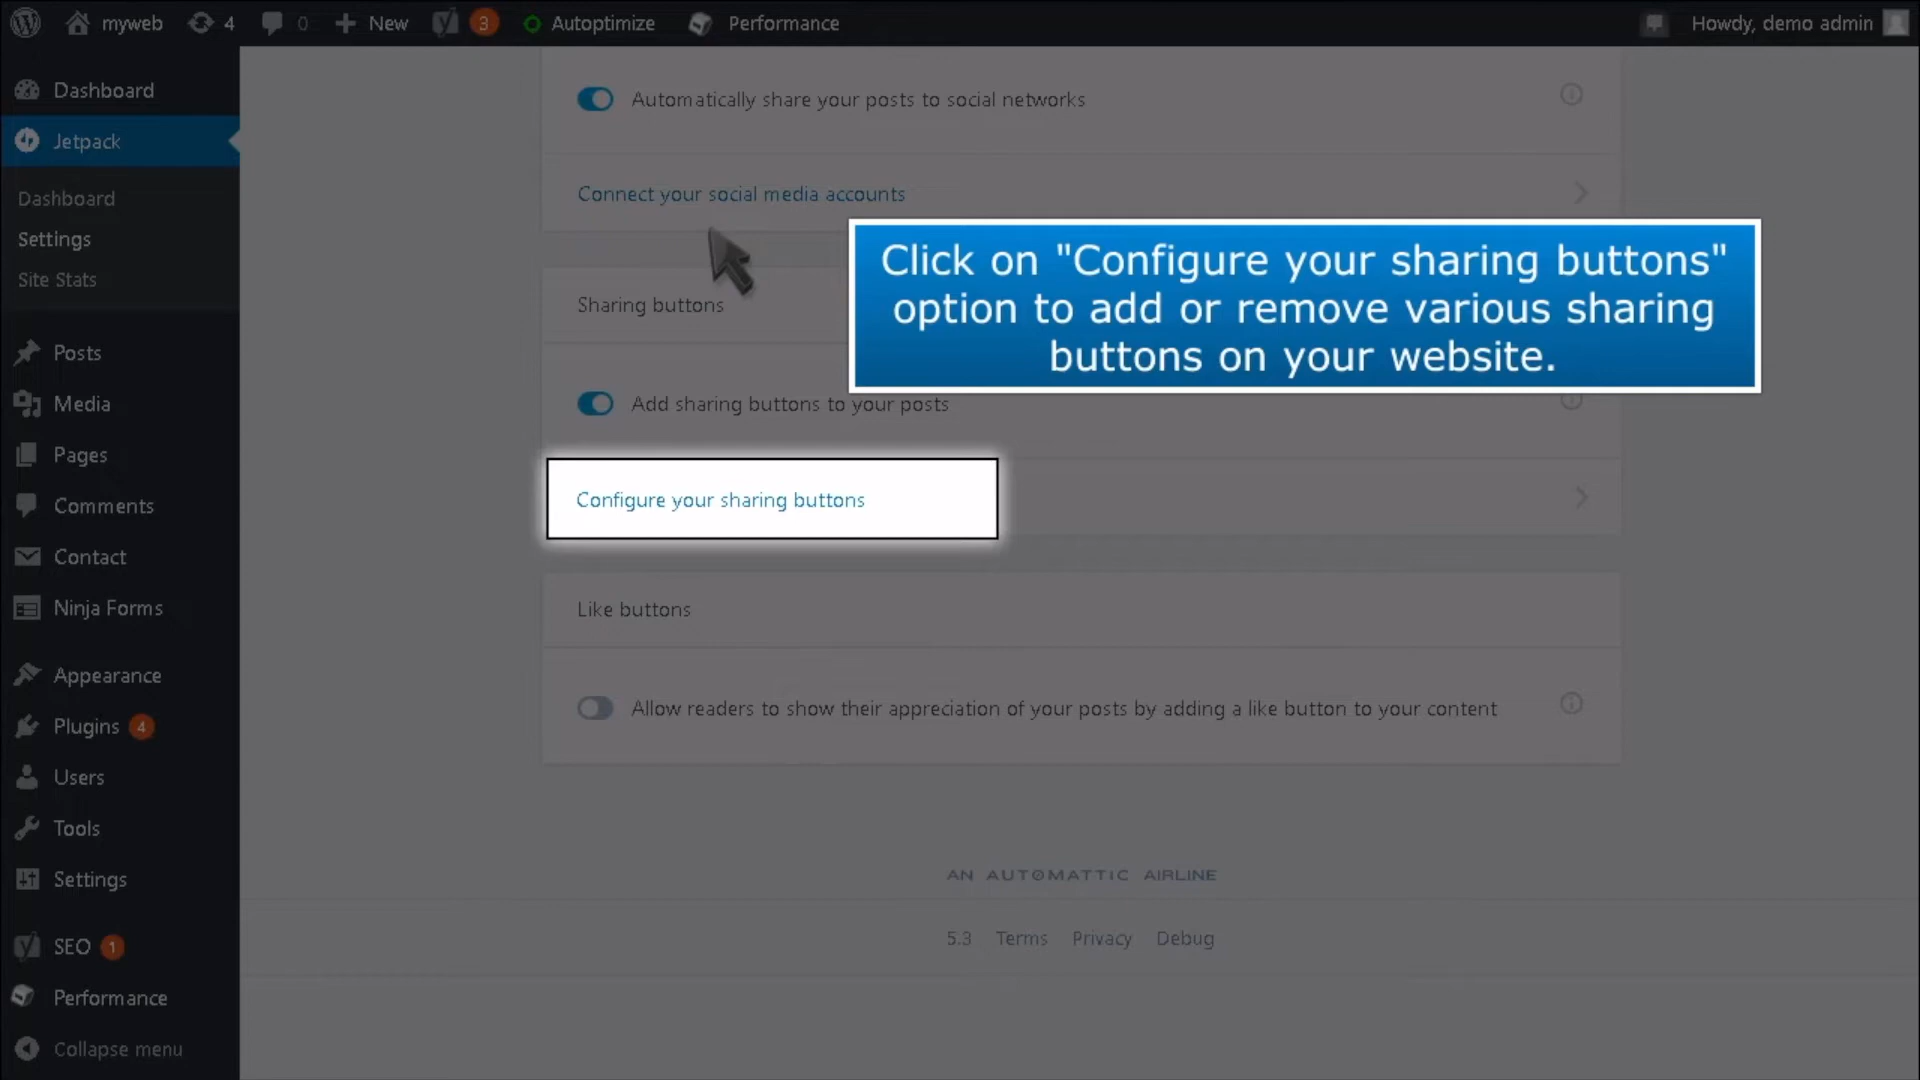 myweb 4 0 New 3 Autoptimize Performance Howdy, demo admin
Dashboard
Jetpack
Dashboard
Settings
Site Stats
Posts
Media
Pages
Comments
Contact
Ninja Forms
Appearance
Plugins 4
Users
Tools
Settings
SEO 1
Performance
Collapse menu
Automatically share your posts to social networks
Connect your social media accounts
Click on "Configure your sharing buttons"
option to add or remove various sharing
buttons on your website.
Sharing buttons
Add sharing buttons to your posts
Configure your sharing buttons
Like buttons
Allow readers to show their appreciation of your posts by adding a like button to your content
AN AUTOMATTIC AIRLINE
5.3 Terms Privacy Debug